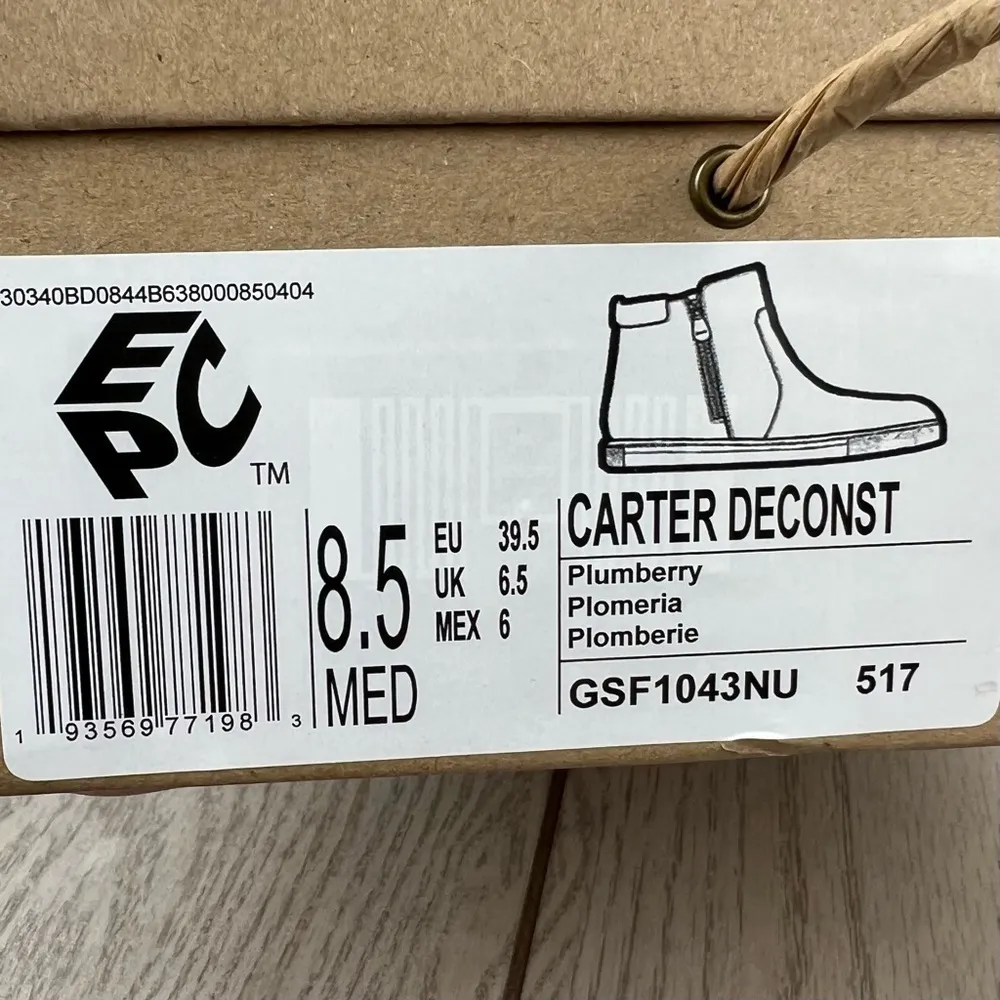 30340BD0844B638000850404
EPC TM
1 93569 77198 3
8.5
MED
EU 39.5
UK 6.5
MEX 6
CARTER DECONST
Plumberry
Plomeria
Plomberie
GSF1043NU 517